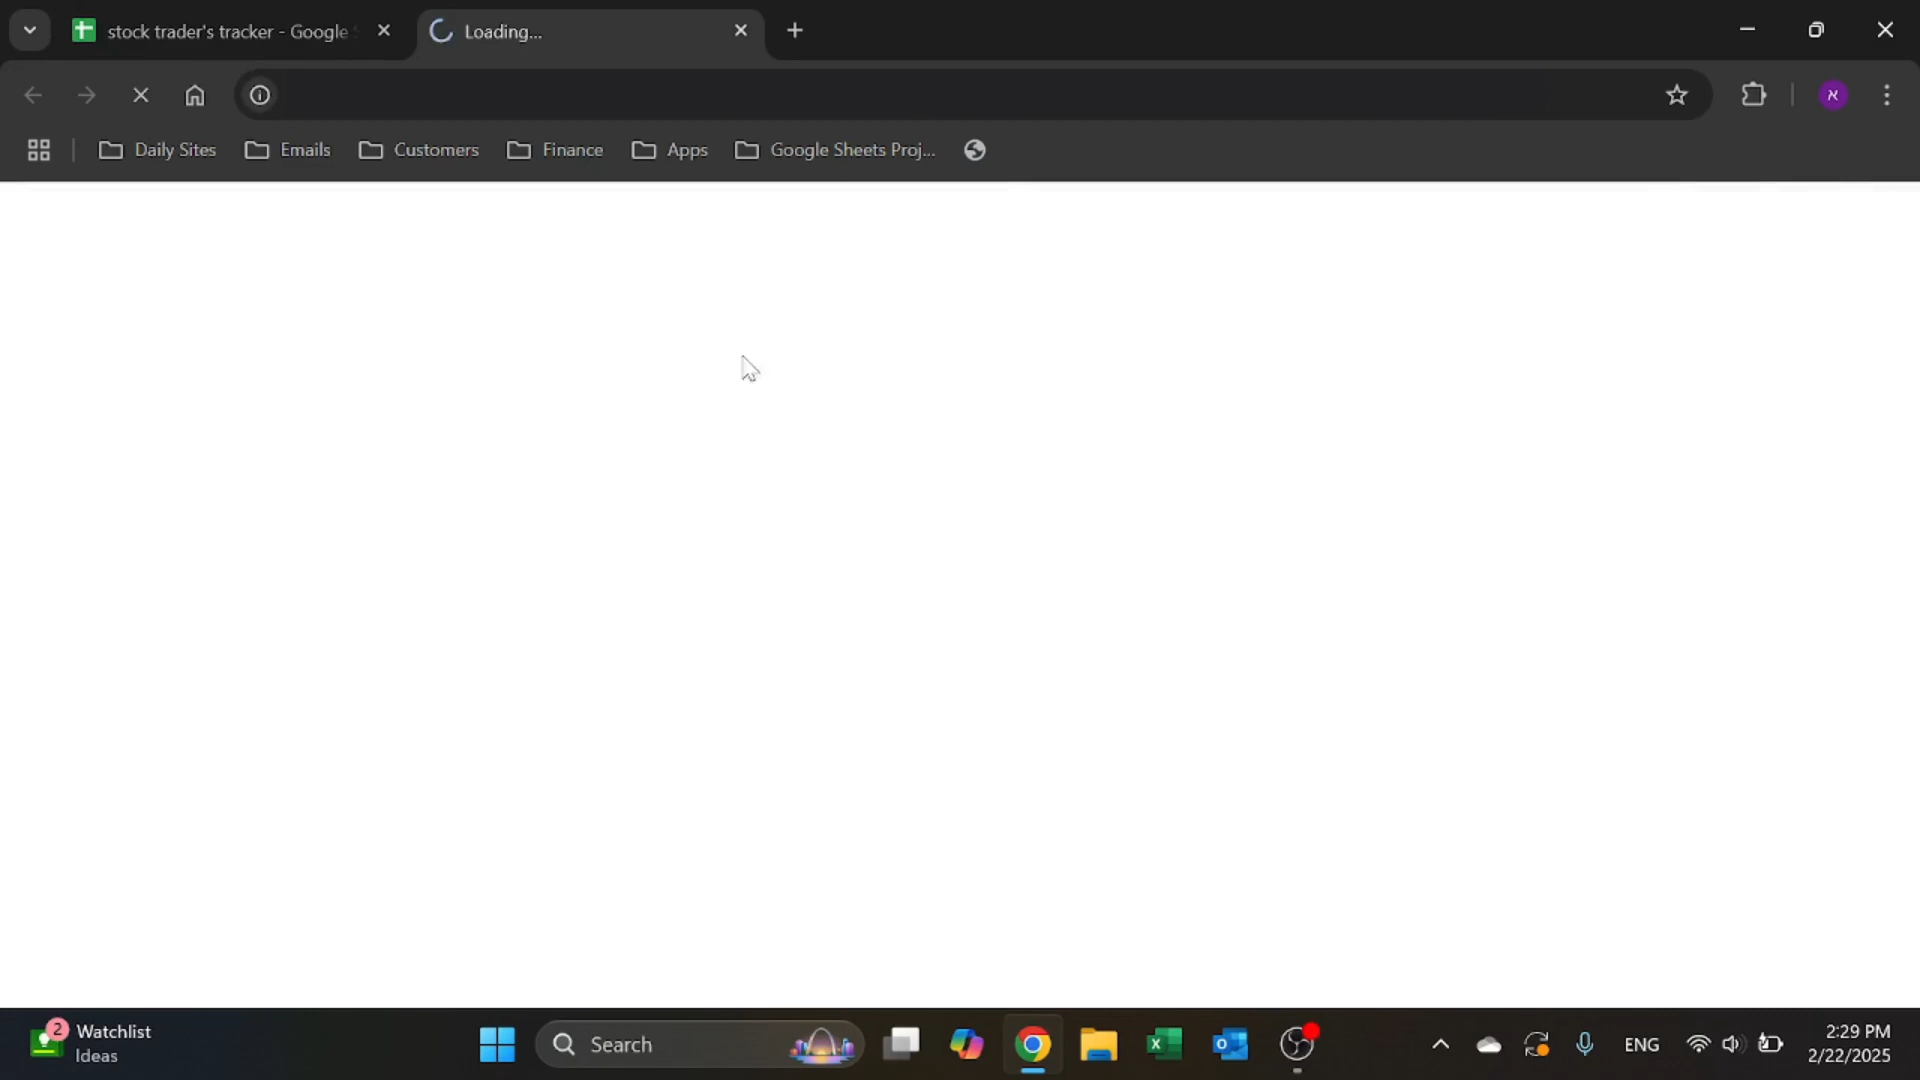 stock trader's tracker - Google
Loading...
א
Daily Sites
Emails
Customers
Finance
Apps
Google Sheets Proj...
2
Watchlist
Ideas
Search
ENG
2:29 PM
2/22/2025